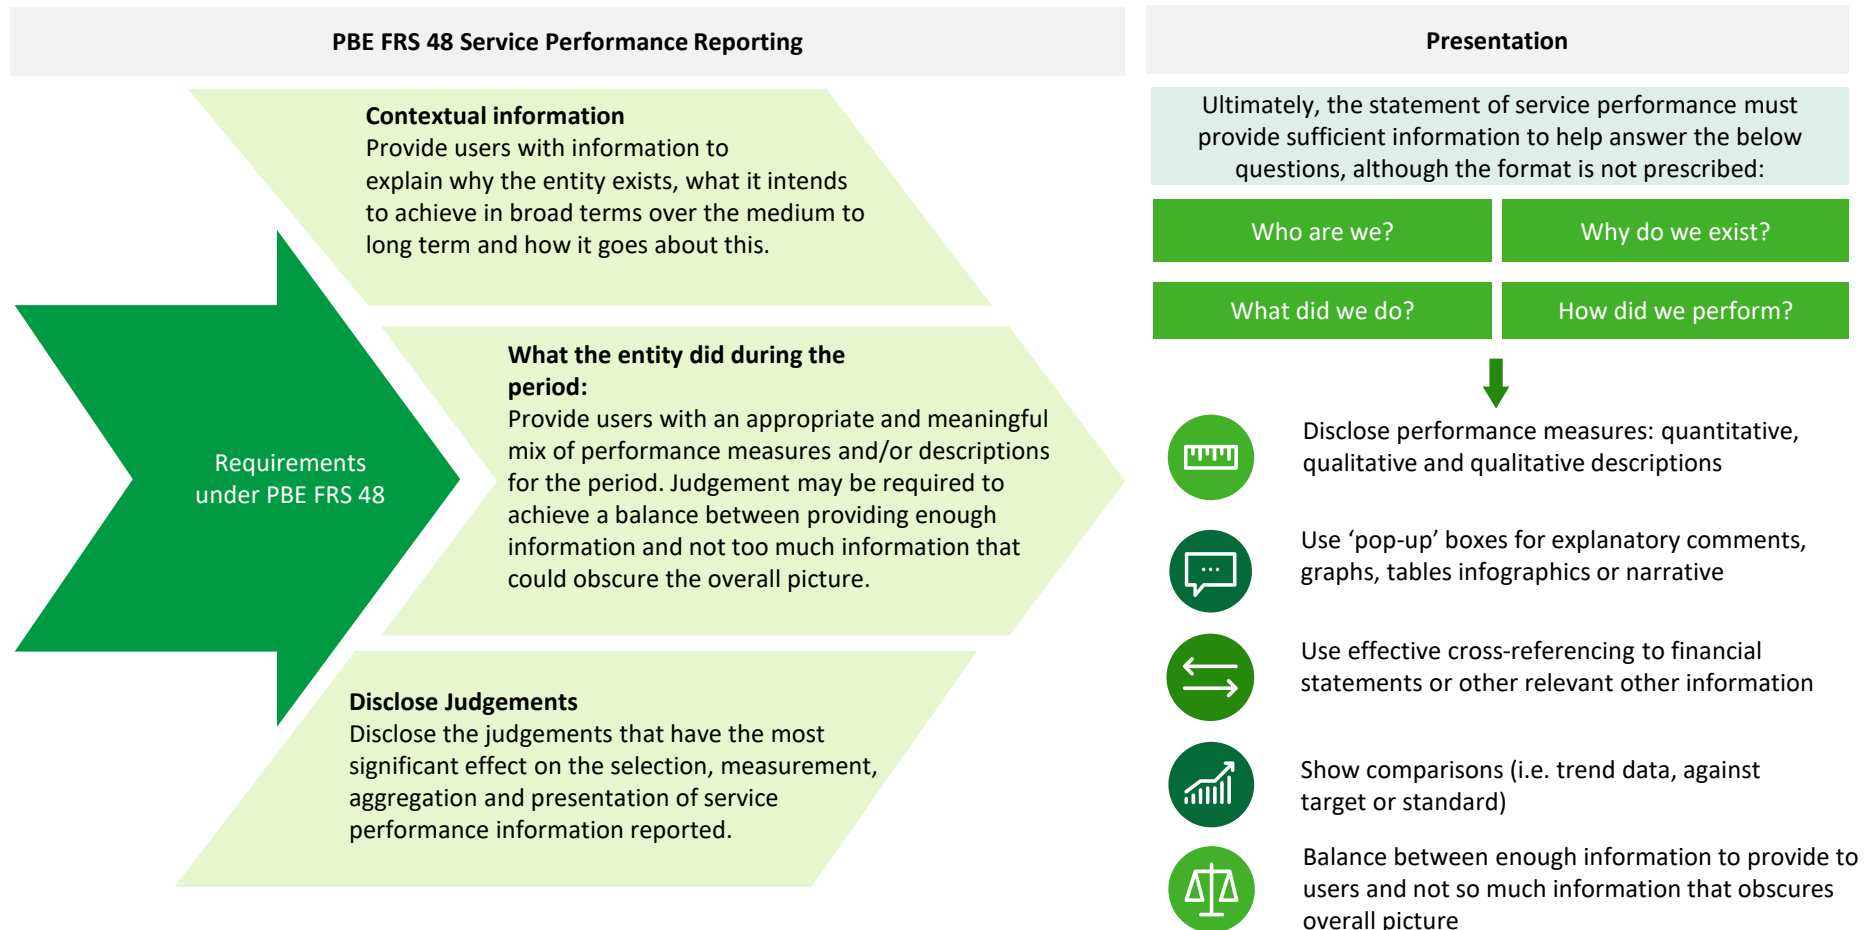 PBE FRS 48 Service Performance Reporting
Contextual information
Provide users with information to
explain why the entity exists, what it intends
to achieve in broad terms over the medium to
long term and how it goes about this.
Requirements
under PBE FRS 48
What the entity did during the
period:
Provide users with an appropriate and meaningful
mix of performance measures and/or descriptions
for the period. Judgement may be required to
achieve a balance between providing enough
information and not too much information that
could obscure the overall picture.
Disclose Judgements
Disclose the judgements that have the most
significant effect on the selection, measurement,
aggregation and presentation of service
performance information reported.
Presentation
Ultimately, the statement of service performance must
provide sufficient information to help answer the below
questions, although the format is not prescribed:
Who are we?
Why do we exist?
What did we do?
How did we perform?
Disclose performance measures: quantitative,
qualitative and qualitative descriptions
Use ‘pop-up’ boxes for explanatory comments,
graphs, tables infographics or narrative
Use effective cross-referencing to financial
statements or other relevant other information
Show comparisons (i.e. trend data, against
target or standard)
Balance between enough information to provide to
users and not so much information that obscures
overall picture